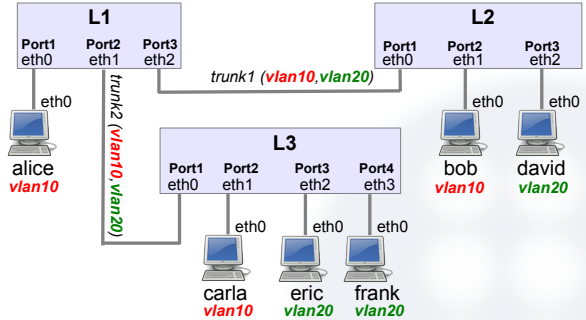 L1
Port1 Port2 Port3
eth0 eth1 eth2
L2
Port1 Port2 Port3
eth0 eth1 eth2
trunk1 (vlan10,vlan20)
trunk2 (vlan10,vlan20)
eth0
alice
vlan10
L3
Port1 Port2 Port3 Port4
eth0 eth1 eth2 eth3
eth0
bob
vlan10
eth0
david
vlan20
eth0
carla
vlan10
eth0
eric
vlan20
eth0
frank
vlan20